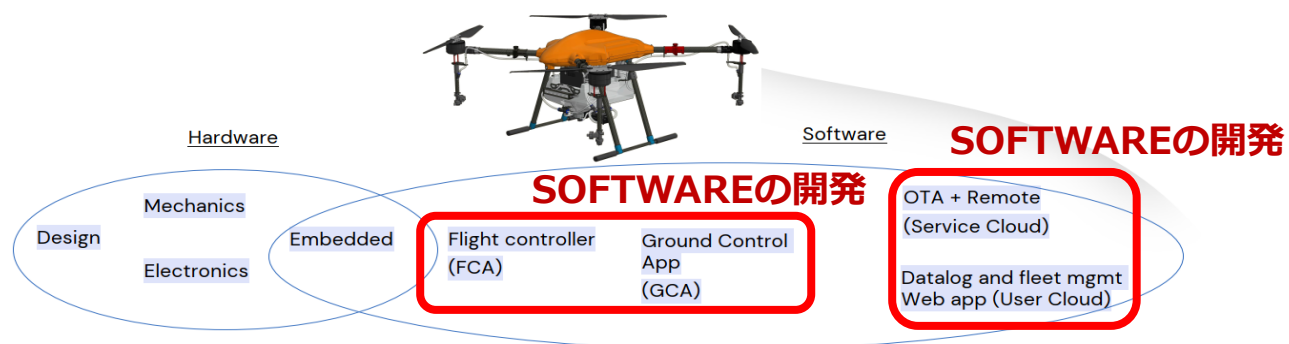 Hardware
Software
SOFTWAREの開発
SOFTWAREの開発
Mechanics
Design
Electronics
Embedded
Flight controller
(FCA)
Ground Control
App
(GCA)
OTA + Remote
(Service Cloud)
Datalog and fleet mgmt
Web app (User Cloud)